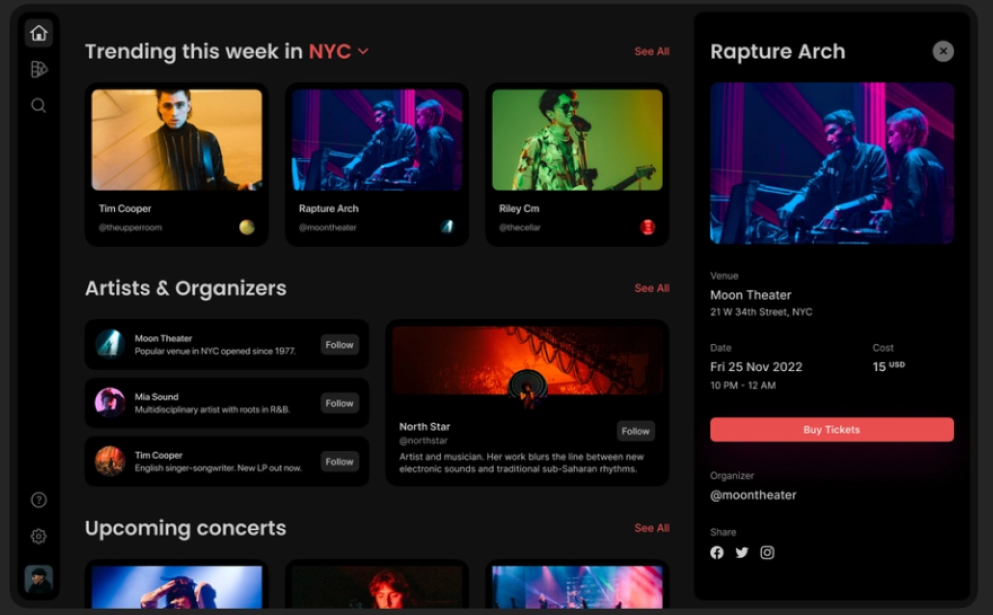 Trending this week in NYC
See All
Tim Cooper
@theupperroom
Rapture Arch
@moontheater
Riley Cm
@thecellar
Artists & Organizers
See All
Moon Theater
Popular venue in NYC opened since 1977.
Follow
Mia Sound
Multidisciplinary artist with roots in R&B.
Follow
Tim Cooper
English singer-songwriter. New LP out now.
Follow
North Star
@northstar
Follow
Artist and musician. Her work blurs the line between new
electronic sounds and traditional sub-Saharan rhythms.
Upcoming concerts
See All
Rapture Arch
Venue
Moon Theater
21 W 34th Street, NYC
Date
Cost
Fri 25 Nov 2022
15 USD
10 PM - 12 AM
Buy Tickets
Organizer
@moontheater
Share